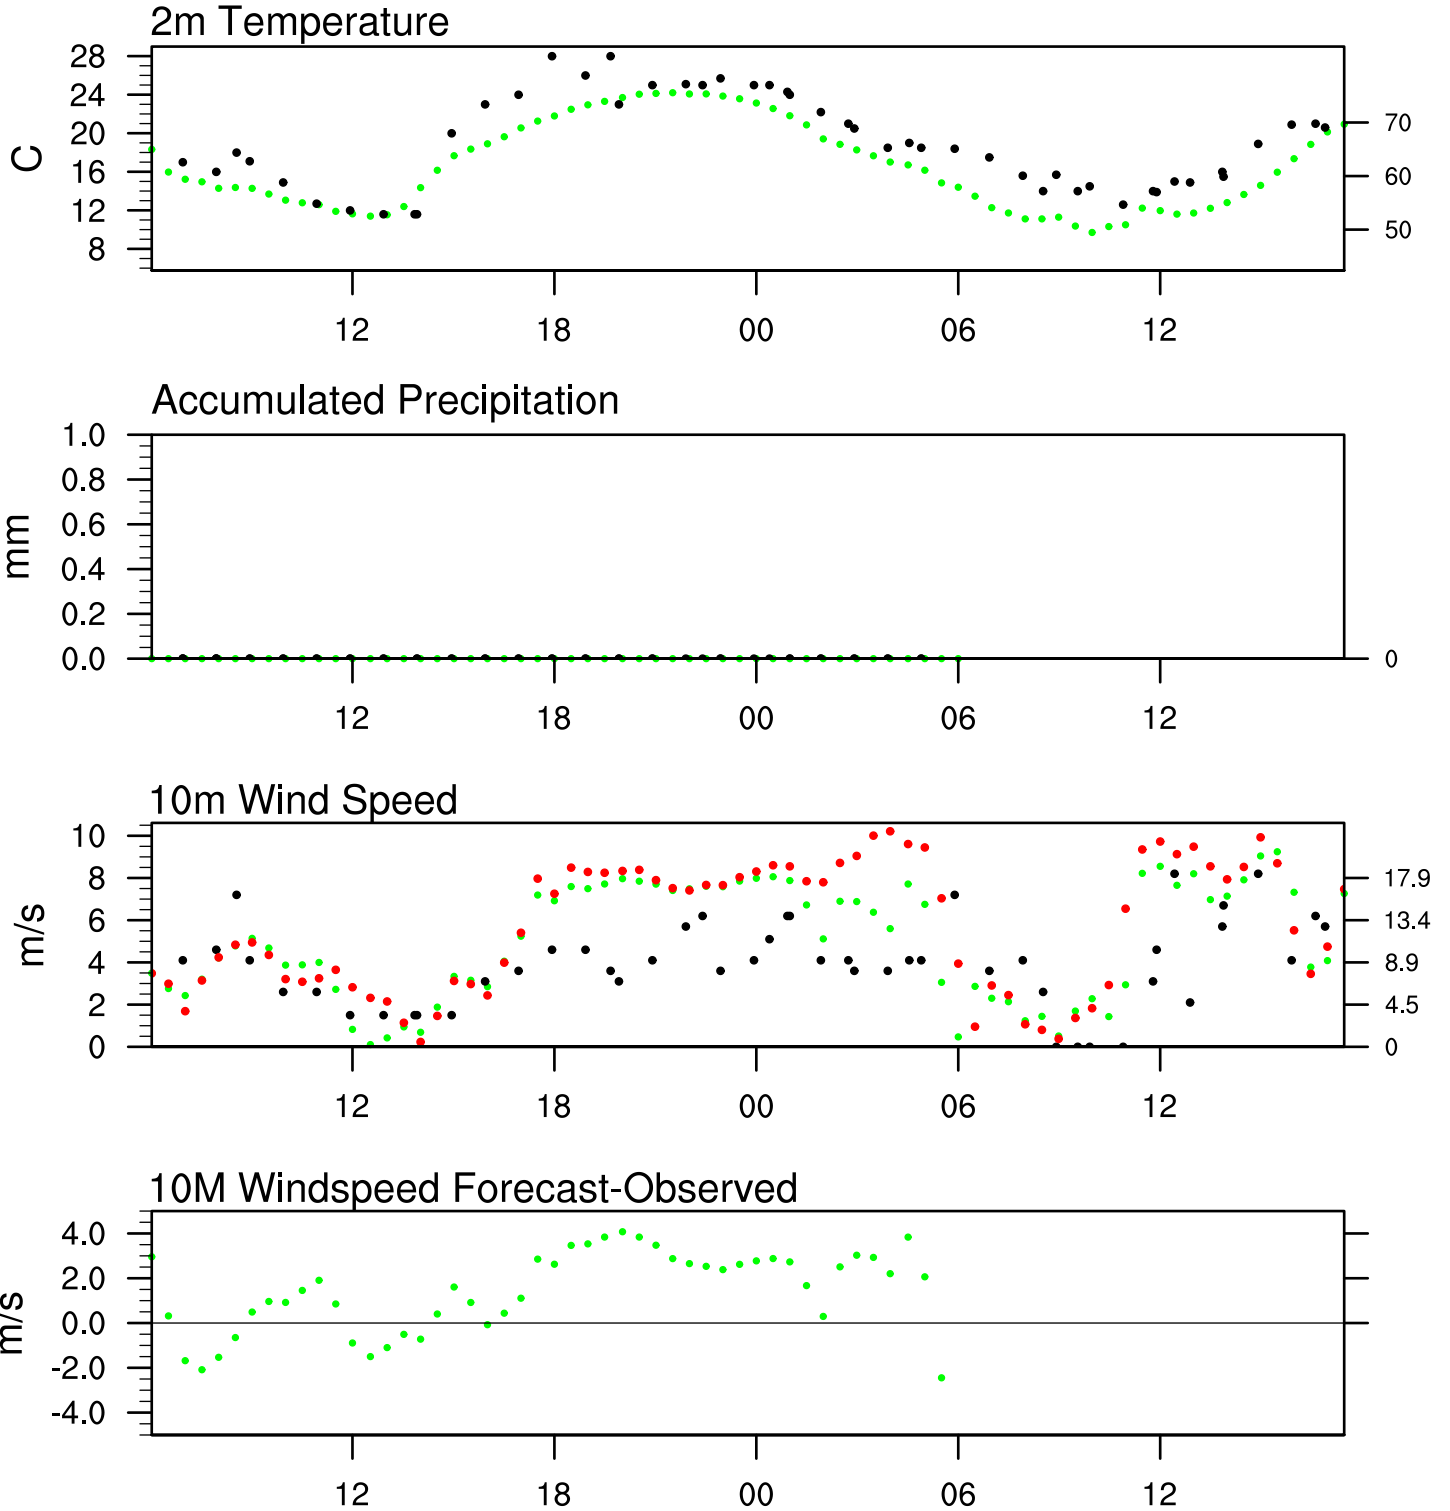 2m Temperature
28
24
20
16
12
8
C
70
60
50
12 18 00 06 12
Accumulated Precipitation
1.0
0.8
0.6
0.4
0.2
0.0
mm
0
12 18 00 06 12
10m Wind Speed
10
8
6
4
2
0
m/s
17.9
13.4
8.9
4.5
0
12 18 00 06 12
10M Windspeed Forecast-Observed
4.0
2.0
0.0
-2.0
-4.0
m/s
12 18 00 06 12